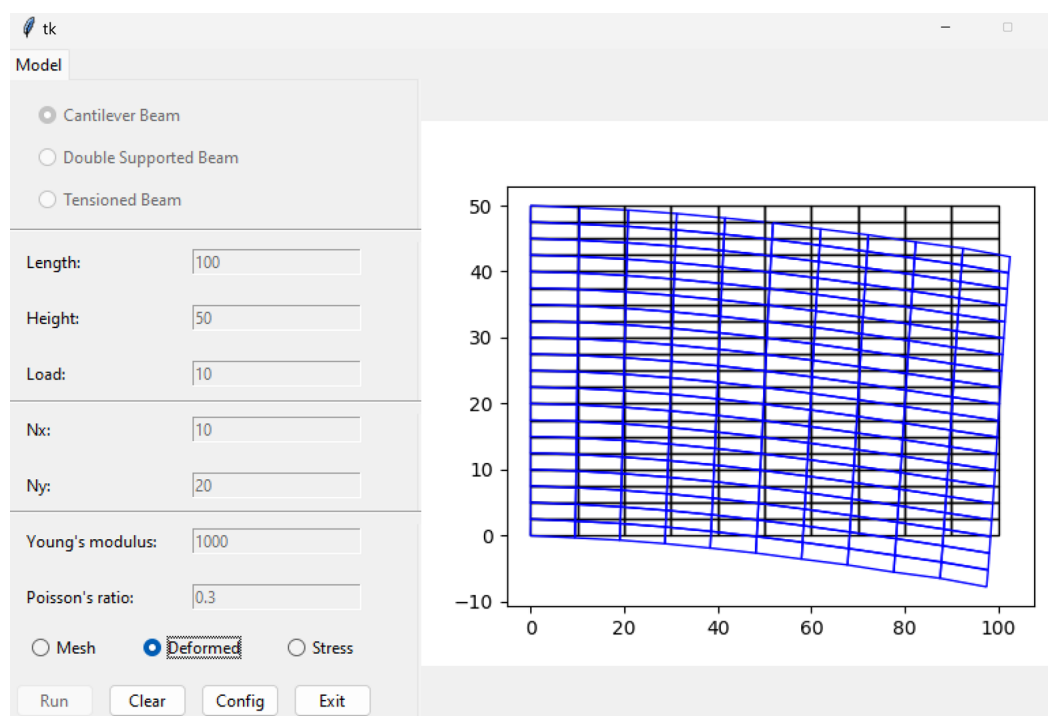 tk
Model
Cantilever Beam
Double Supported Beam
Tensioned Beam
Length: 100
Height: 50
Load: 10
Nx: 10
Ny: 20
Young's modulus: 1000
Poisson's ratio: 0.3
Mesh Deformed Stress
Run Clear Config Exit
50
40
30
20
10
0
−10
0 20 40 60 80 100